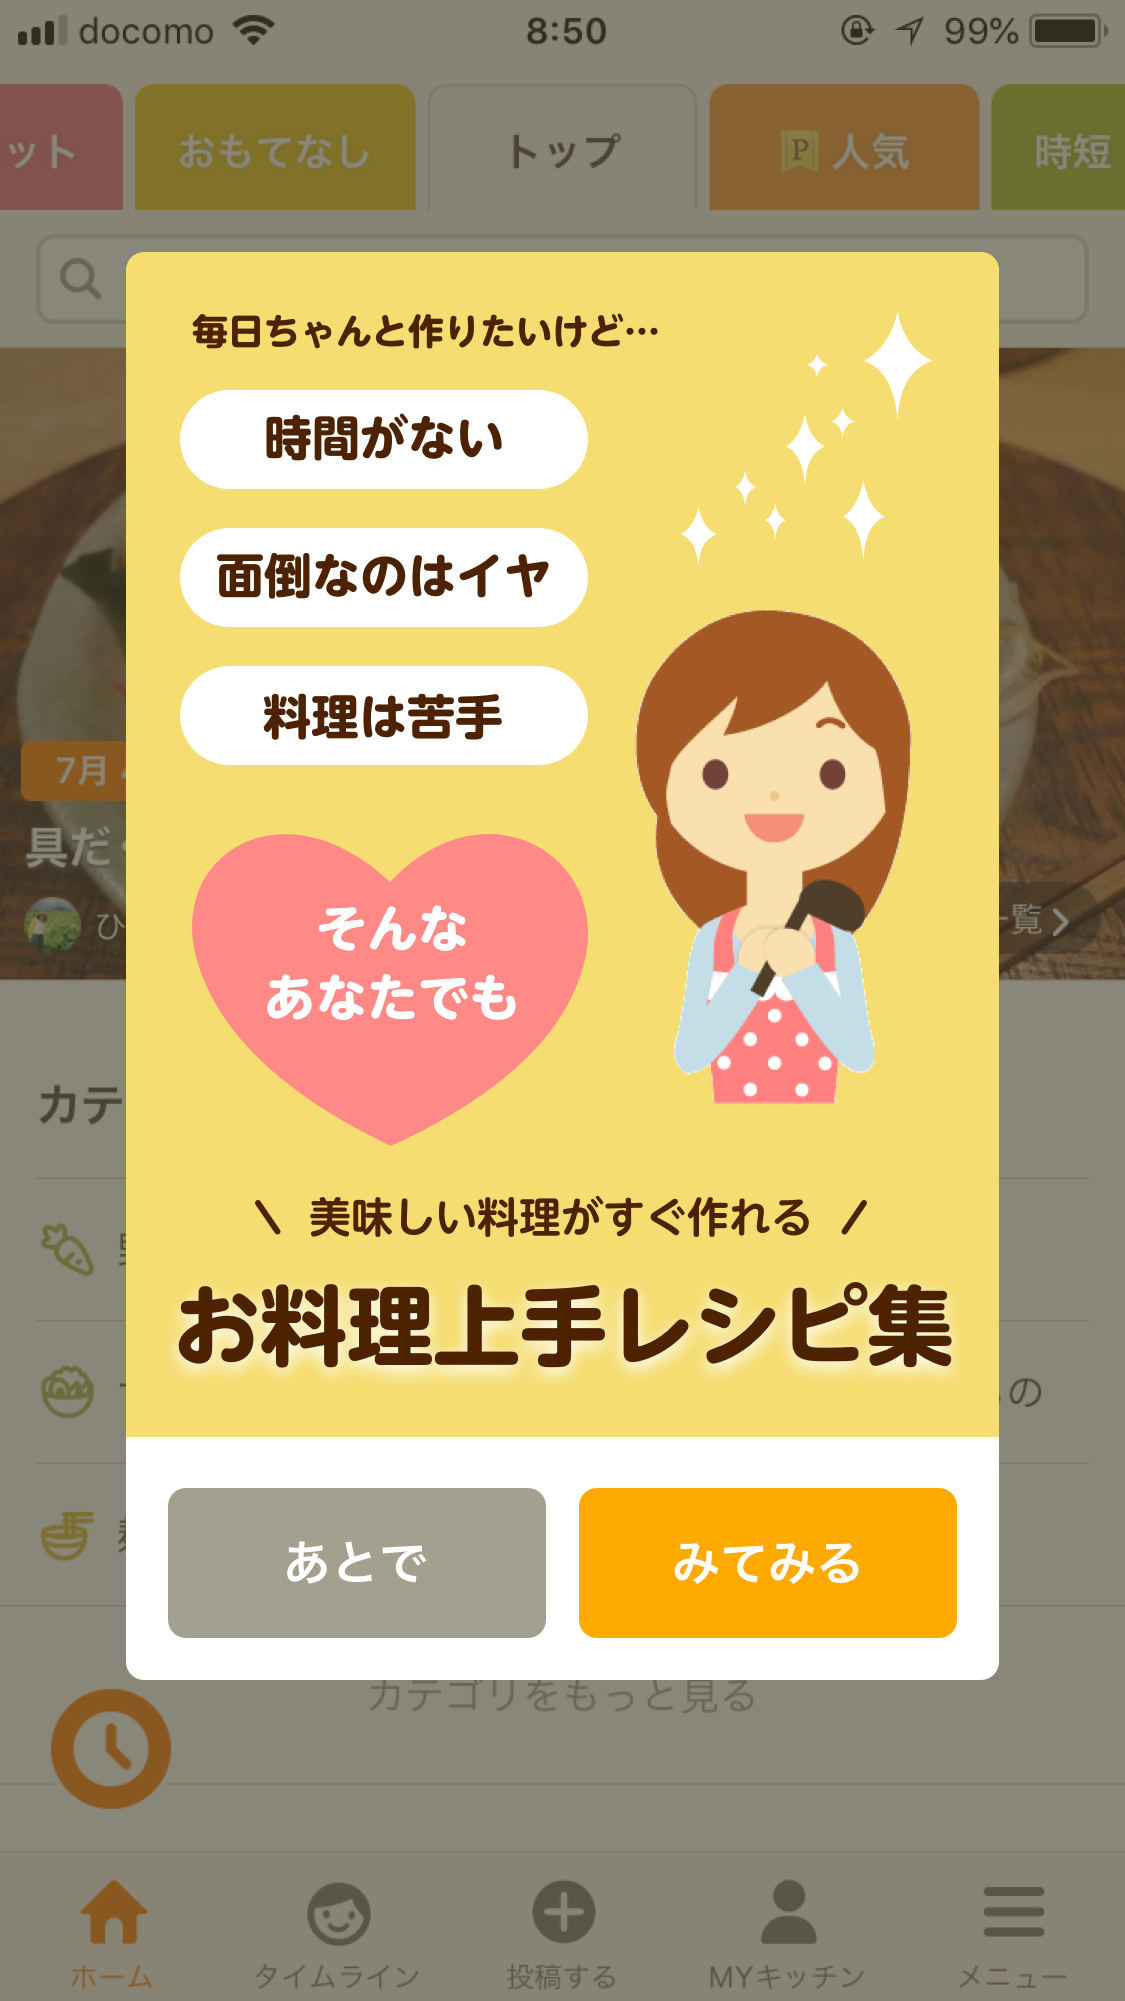 docomo 8:50 99%
ット おもてなし トップ P 人気 時短
毎日ちゃんと作りたいけど…
時間がない
面倒なのはイヤ
料理は苦手
7月
具だ
ひ
一覧
そんな
あなたでも
カテ
\ 美味しい料理がすぐ作れる /
お料理上手レシピ集
の
あとで みてみる
カテゴリをもっと見る
ホーム タイムライン 投稿する MYキッチン メニュー